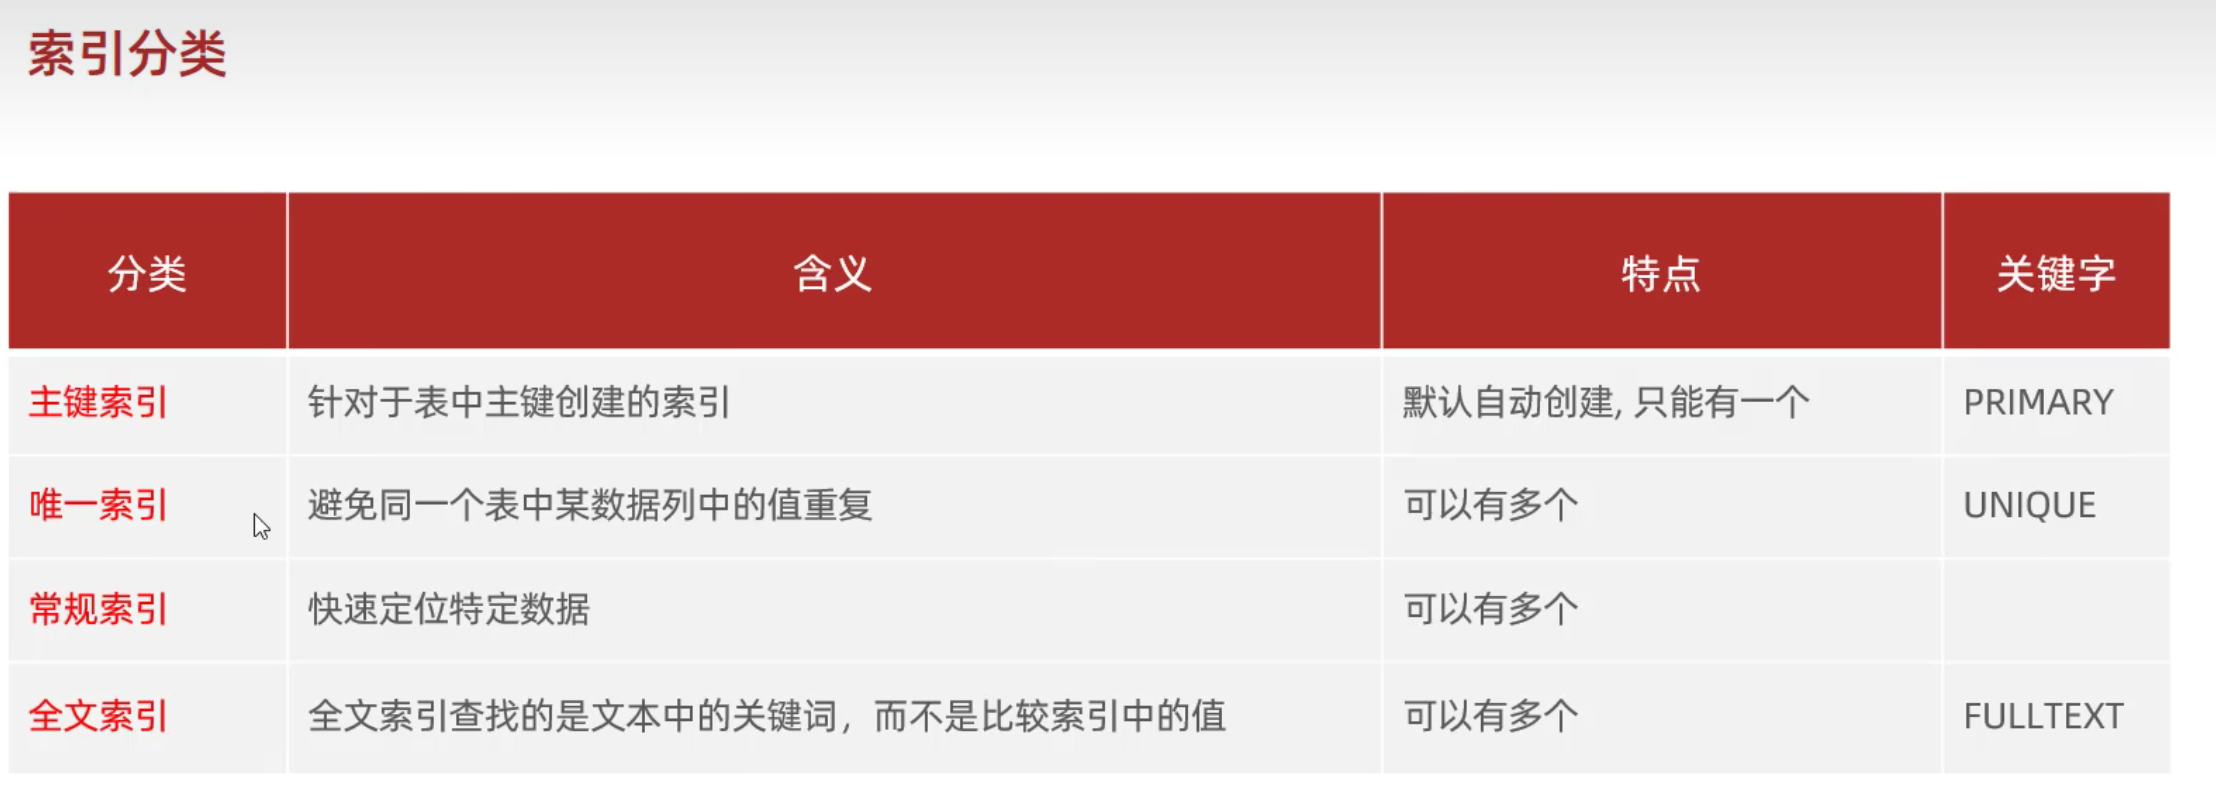 索引分类
分类 含义 特点 关键字
主键索引 针对于表中主键创建的索引 默认自动创建, 只能有一个 PRIMARY
唯一索引 避免同一个表中某数据列中的值重复 可以有多个 UNIQUE
常规索引 快速定位特定数据 可以有多个
全文索引 全文索引查找的是文本中的关键词，而不是比较索引中的值 可以有多个 FULLTEXT